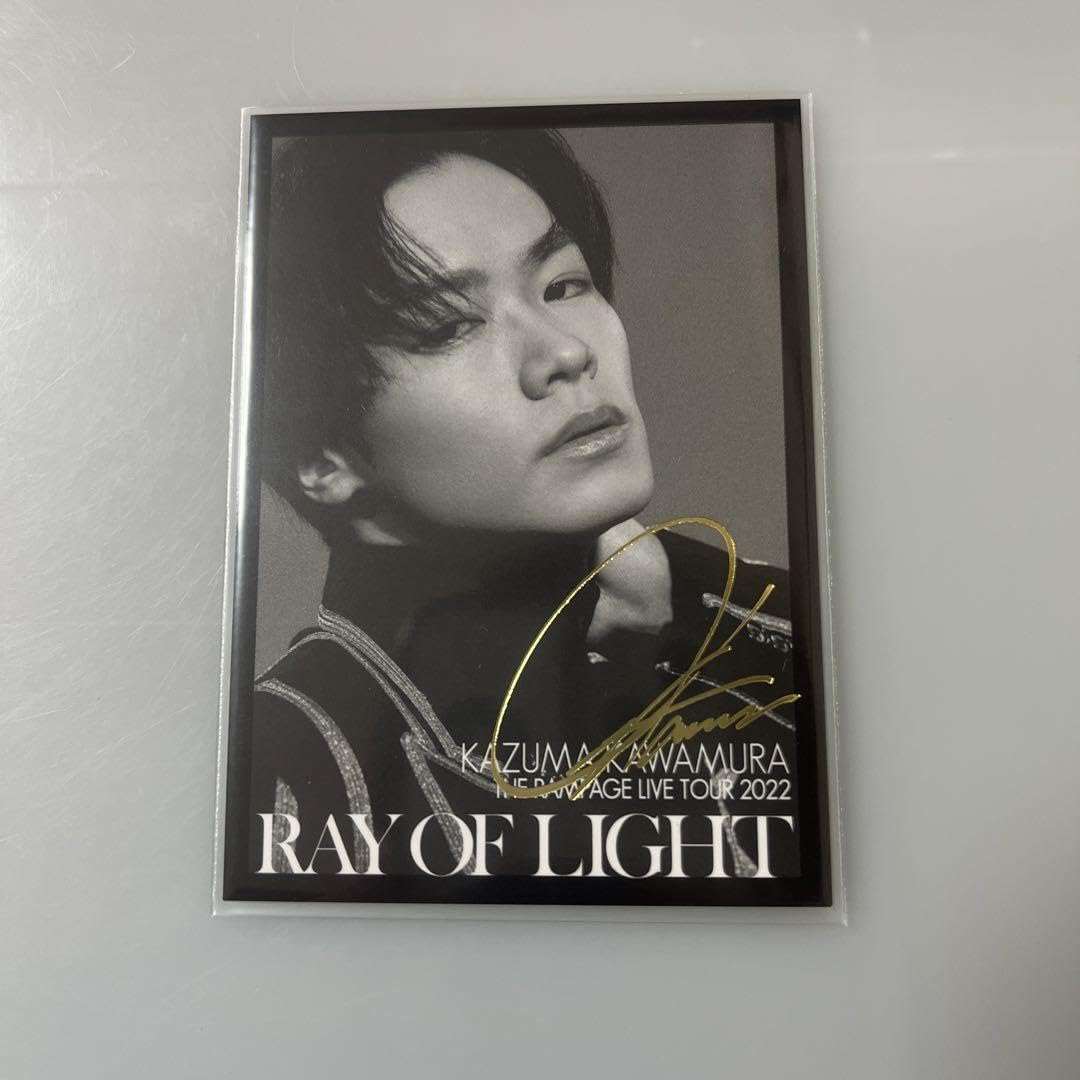 KAZUMA KAWAMURA
THE RAMPAGE LIVE TOUR 2022
RAY OF LIGHT